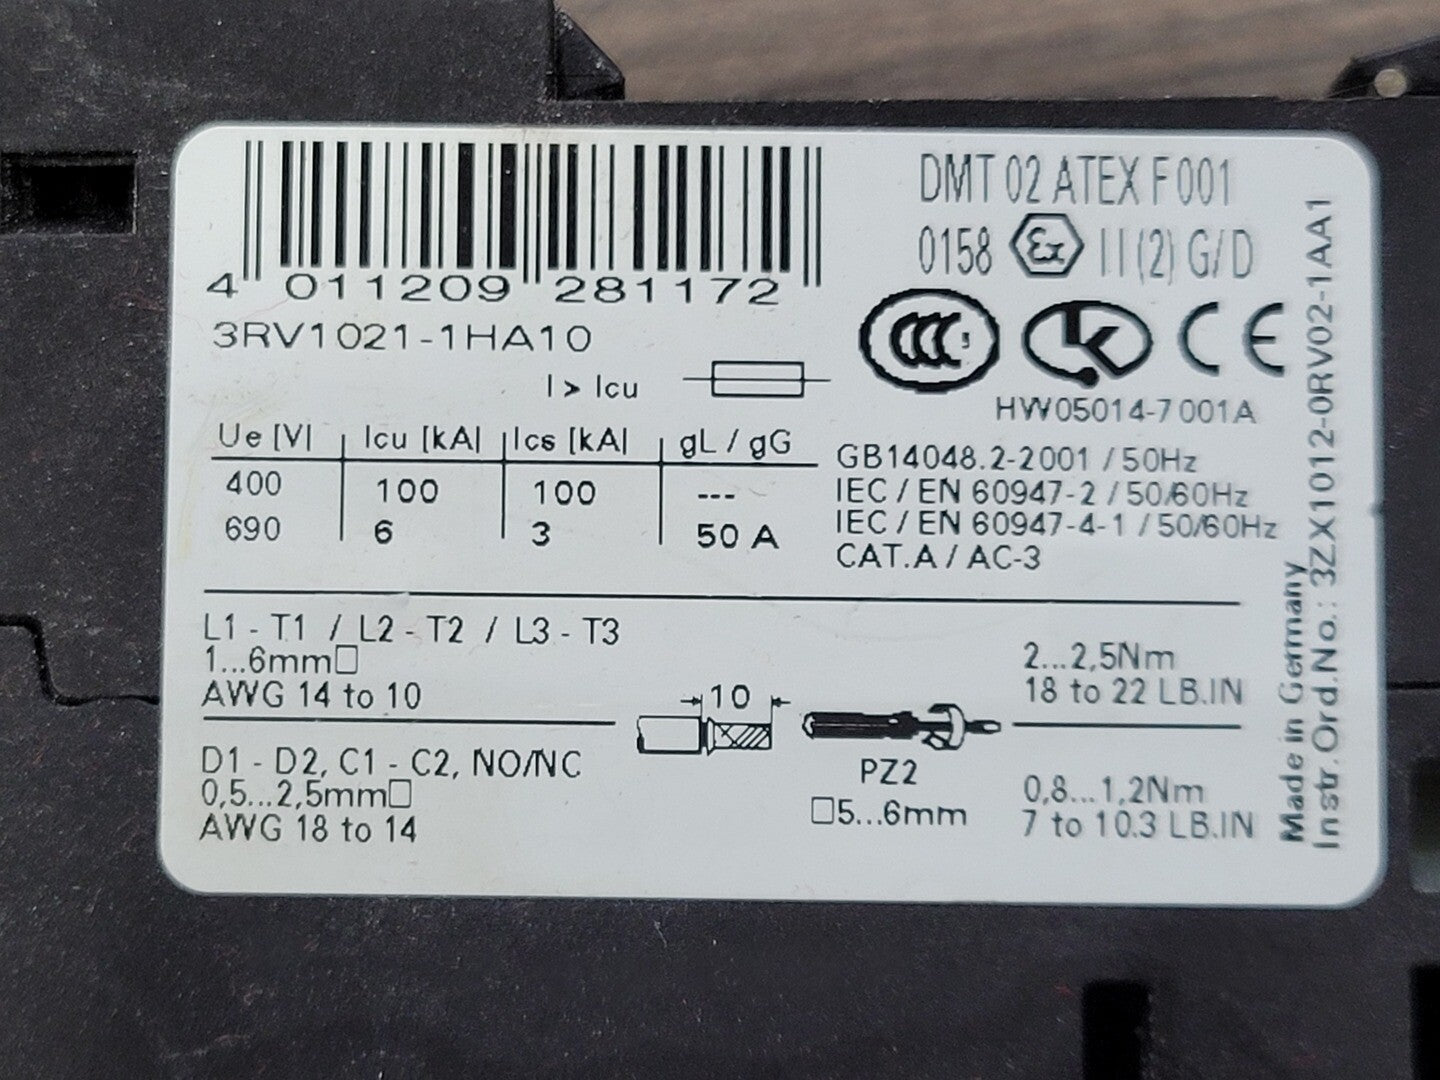 4 011209 281172
3RV1021-1HA10
I > Icu
Ue [V] Icu [kA] Ics [kA] gL / gG
400 100 100 ---
690 6 3 50 A
DMT 02 ATEX F 001
0158 Ex II (2) G/D
CCC CE
HW05014-7001A
GB14048.2-2001 / 50Hz
IEC / EN 60947-2 / 50/60Hz
IEC / EN 60947-4-1 / 50/60Hz
CAT.A / AC-3
L1 - T1 / L2 - T2 / L3 - T3
1...6mm□
AWG 14 to 10
D1 - D2, C1 - C2, NO/NC
0,5...2,5mm□
AWG 18 to 14
10
PZ2
□5...6mm
2...2,5Nm
18 to 22 LB.IN
0,8...1,2Nm
7 to 10.3 LB.IN
Made in Germany
Instr.Ord.No.: 3ZX1012-0RV02-1AA1